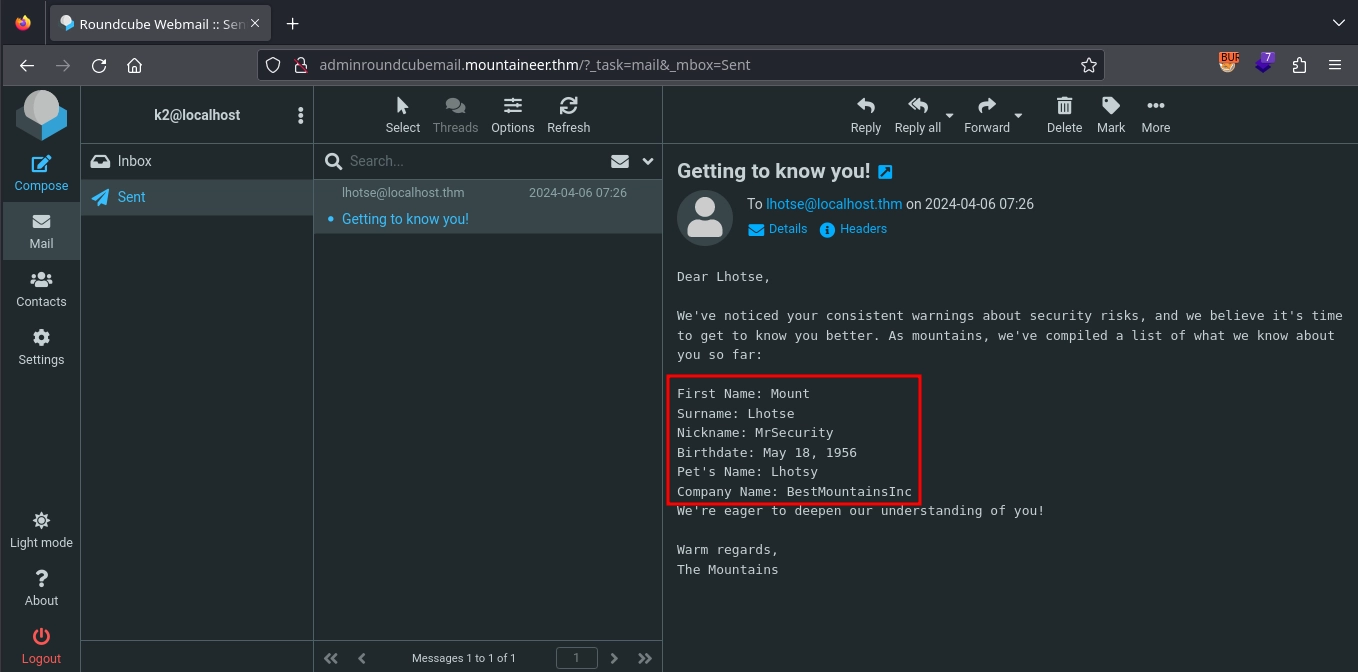 Roundcube Webmail :: Sen
adminroundcubemail.mountaineer.thm/?_task=mail&_mbox=Sent
BUR
7
Compose
Mail
Contacts
Settings
Light mode
About
Logout
k2@localhost
Inbox
Sent
Select
Threads
Options
Refresh
Search...
lhotse@localhost.thm 2024-04-06 07:26
Getting to know you!
Messages 1 to 1 of 1
1
Reply
Reply all
Forward
Delete
Mark
More
Getting to know you!
To lhotse@localhost.thm on 2024-04-06 07:26
Details
Headers
Dear Lhotse,
We've noticed your consistent warnings about security risks, and we believe it's time
to get to know you better. As mountains, we've compiled a list of what we know about
you so far:
First Name: Mount
Surname: Lhotse
Nickname: MrSecurity
Birthdate: May 18, 1956
Pet's Name: Lhotsy
Company Name: BestMountainsInc
We're eager to deepen our understanding of you!
Warm regards,
The Mountains